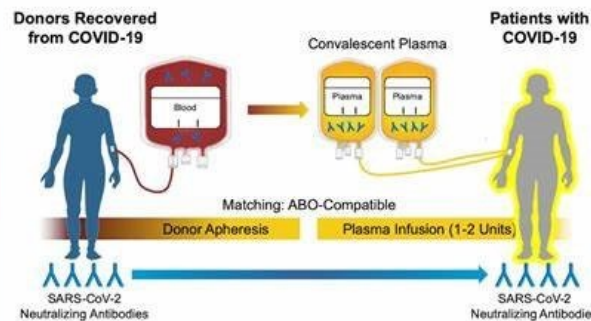 Donors Recovered
from COVID-19
Patients with
COVID-19
Convalescent Plasma
Blood
Plasma
Plasma
Matching: ABO-Compatible
Donor Apheresis
Plasma Infusion (1-2 Units)
SARS-CoV-2
Neutralizing Antibodies
SARS-CoV-2
Neutralizing Antibodie